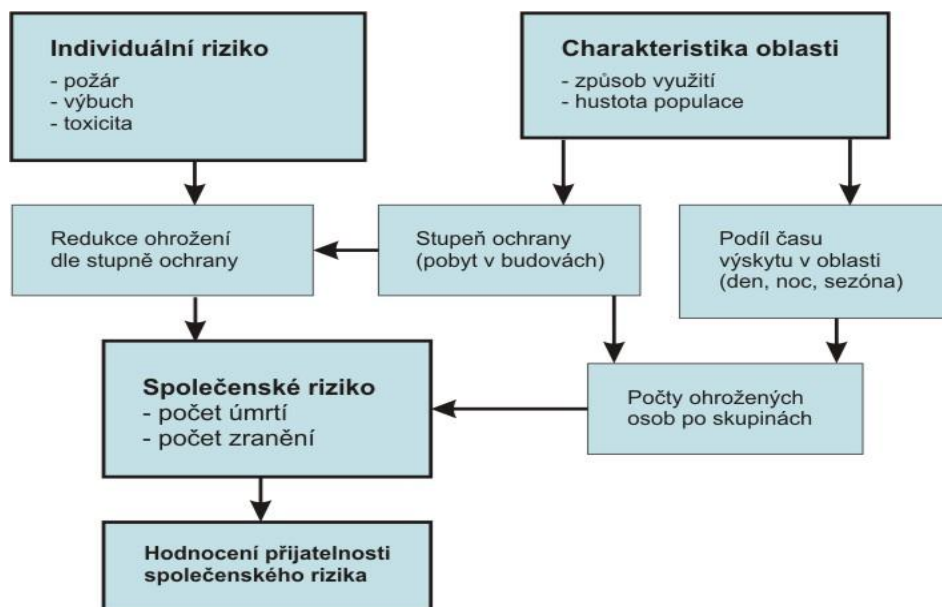 Individuální riziko
- požár
- výbuch
- toxicita
Charakteristika oblasti
- způsob využití
- hustota populace
Redukce ohrožení
dle stupně ochrany
Stupeň ochrany
(pobyt v budovách)
Podíl času
výskytu v oblasti
(den, noc, sezóna)
Společenské riziko
- počet úmrtí
- počet zranění
Počty ohrožených
osob po skupinách
Hodnocení přijatelnosti
společenského rizika